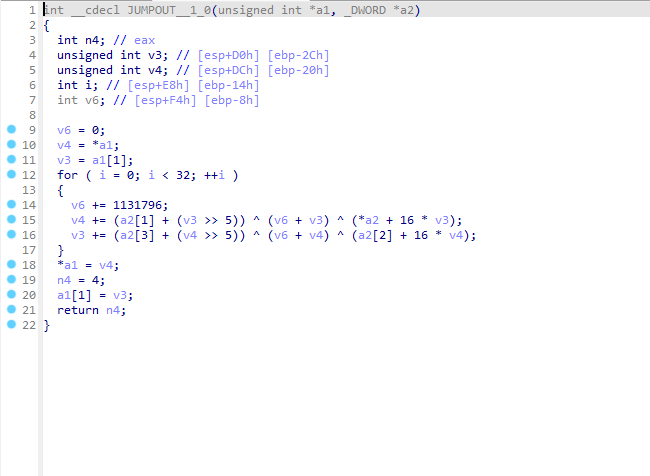 1 int __cdecl JUMPOUT__1_0(unsigned int *a1, _DWORD *a2)
2 {
3 int n4; // eax
4 unsigned int v3; // [esp+D0h] [ebp-2Ch]
5 unsigned int v4; // [esp+DCh] [ebp-20h]
6 int i; // [esp+E8h] [ebp-14h]
7 int v6; // [esp+F4h] [ebp-8h]
8
9 v6 = 0;
10 v4 = *a1;
11 v3 = a1[1];
12 for ( i = 0; i < 32; ++i )
13 {
14 v6 += 1131796;
15 v4 += (a2[1] + (v3 >> 5)) ^ (v6 + v3) ^ (*a2 + 16 * v3);
16 v3 += (a2[3] + (v4 >> 5)) ^ (v6 + v4) ^ (a2[2] + 16 * v4);
17 }
18 *a1 = v4;
19 n4 = 4;
20 a1[1] = v3;
21 return n4;
22 }